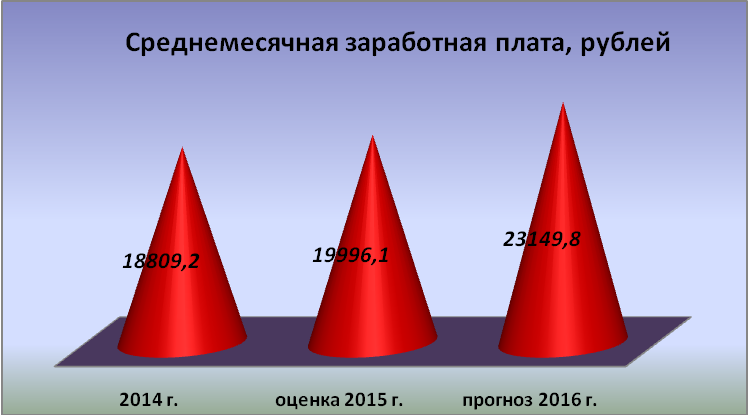 Среднемесячная заработная плата, рублей
18809,2
19996,1
23149,8
2014 г.
оценка 2015 г.
прогноз 2016 г.